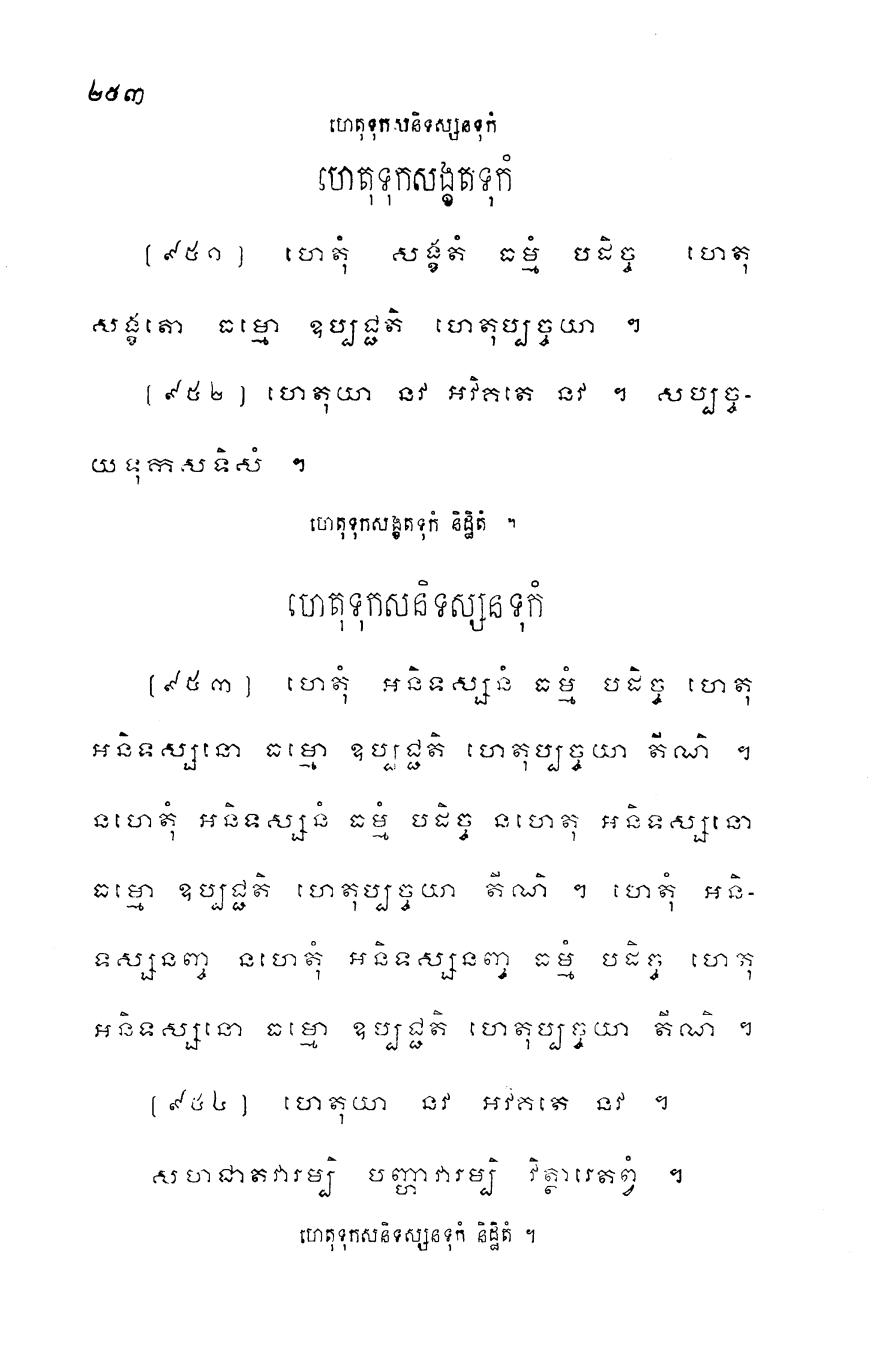 ២៥៣
ហេតុទុកសនិទស្សនទុកំ
ហេតុទុកសង្ខតទុកំ
[៩៥១] ហេតុំ សង្ខតំ ធម្មំ បដិច្ច ហេតុ
សង្ខតោ ធម្មោ ឧប្បជ្ជតិ ហេតុប្បច្ចយា ។
[៩៥២] ហេតុយា នវ អវិគតេ នវ ។ សប្បច្ច-
យទុកសទិសំ ។
ហេតុទុកសង្ខតទុកំ និដ្ឋិតំ ។
ហេតុទុកសនិទស្សនទុកំ
[៩៥៣] ហេតុំ អនិទស្សនំ ធម្មំ បដិច្ច ហេតុ
អនិទស្សនោ ធម្មោ ឧប្បជ្ជតិ ហេតុប្បច្ចយា តីណិ ។
នហេតុំ អនិទស្សនំ ធម្មំ បដិច្ច នហេតុ អនិទស្សនោ
ធម្មោ ឧប្បជ្ជតិ ហេតុប្បច្ចយា តីណិ ។ ហេតុំ អនិ-
ទស្សនញ្ច នហេតុំ អនិទស្សនញ្ច ធម្មំ បដិច្ច ហេតុ
អនិទស្សនោ ធម្មោ ឧប្បជ្ជតិ ហេតុប្បច្ចយា តីណិ ។
[៩៥៤] ហេតុយា នវ អវិគតេ នវ ។
សហជាតវារម្បិ បញ្ហាវារម្បិ វិត្ថារេតព្វំ ។
ហេតុទុកសនិទស្សនទុកំ និដ្ឋិតំ ។